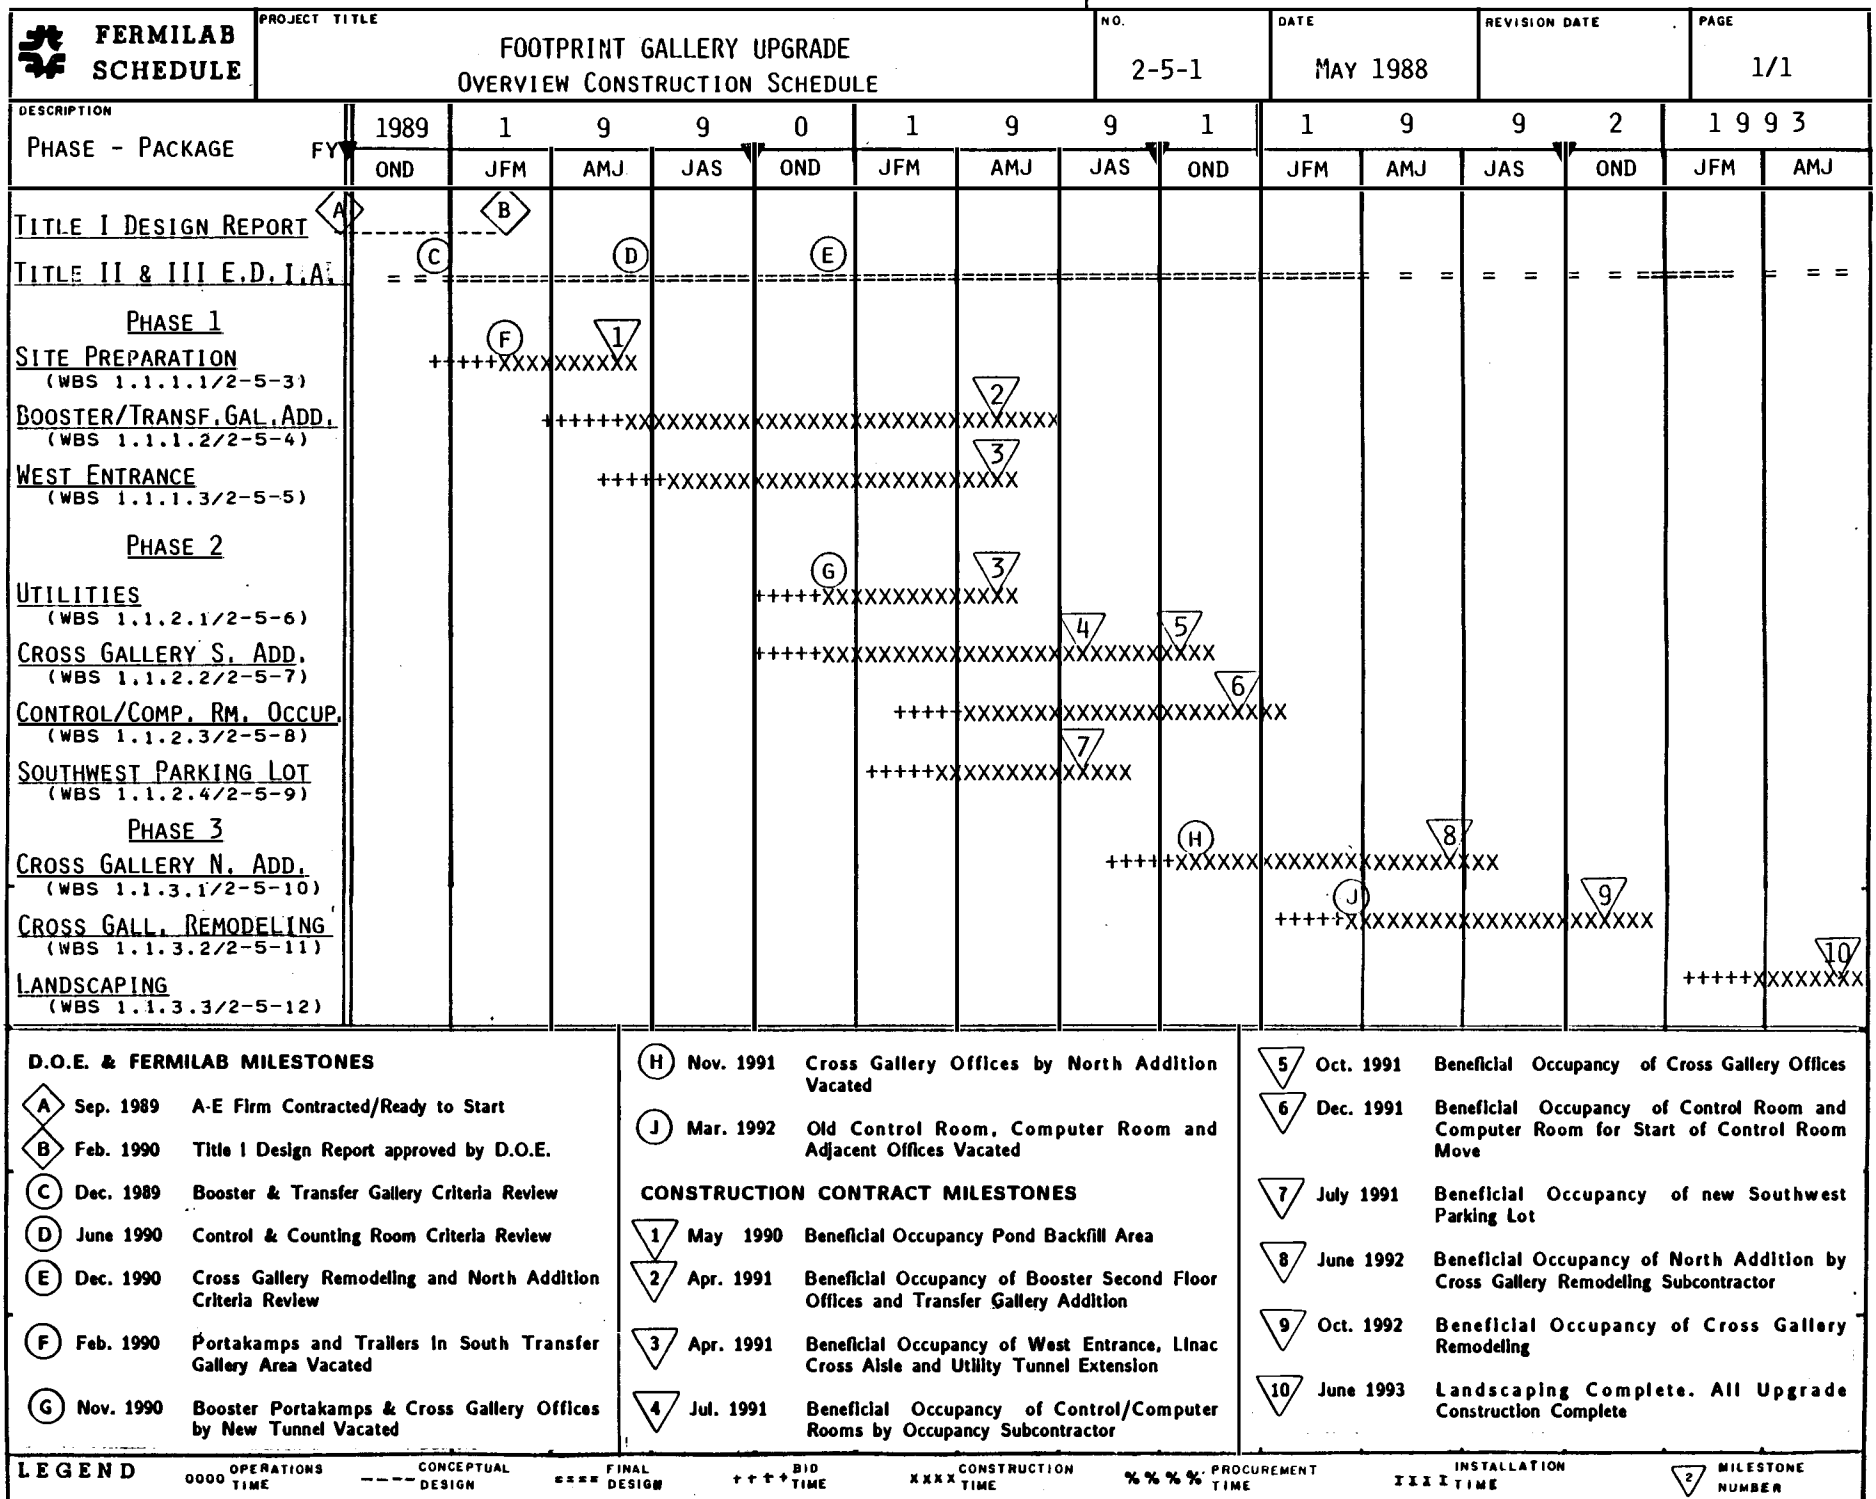 FERMILAB
SCHEDULE
PROJECT TITLE
FOOTPRINT GALLERY UPGRADE
OVERVIEW CONSTRUCTION SCHEDULE
NO.
2-5-1
DATE
MAY 1988
REVISION DATE
PAGE
1/1
DESCRIPTION
PHASE - PACKAGE FY
1989 1 9 9 0 1 9 9 1 1 9 9 2 1 9 9 3
OND JFM AMJ JAS OND JFM AMJ JAS OND JFM AMJ JAS OND JFM AMJ
TITLE I DESIGN REPORT A B
TITLE II & III E.D.I.A. C D E
PHASE 1
SITE PREPARATION F 1
(WBS 1.1.1.1/2-5-3)
BOOSTER/TRANSF.GAL.ADD. 2
(WBS 1.1.1.2/2-5-4)
WEST ENTRANCE 3
(WBS 1.1.1.3/2-5-5)
PHASE 2
UTILITIES G 3
(WBS 1.1.2.1/2-5-6)
CROSS GALLERY S. ADD. 4 5
(WBS 1.1.2.2/2-5-7)
CONTROL/COMP. RM. OCCUP. 6
(WBS 1.1.2.3/2-5-8)
SOUTHWEST PARKING LOT 7
(WBS 1.1.2.4/2-5-9)
PHASE 3
CROSS GALLERY N. ADD. H 8
(WBS 1.1.3.1/2-5-10)
CROSS GALL. REMODELING J 9
(WBS 1.1.3.2/2-5-11)
LANDSCAPING 10
(WBS 1.1.3.3/2-5-12)
D.O.E. & FERMILAB MILESTONES
A Sep. 1989 A-E Firm Contracted/Ready to Start
B Feb. 1990 Title I Design Report approved by D.O.E.
C Dec. 1989 Booster & Transfer Gallery Criteria Review
D June 1990 Control & Counting Room Criteria Review
E Dec. 1990 Cross Gallery Remodeling and North Addition
Criteria Review
F Feb. 1990 Portakamps and Trailers in South Transfer
Gallery Area Vacated
G Nov. 1990 Booster Portakamps & Cross Gallery Offices
by New Tunnel Vacated
H Nov. 1991 Cross Gallery Offices by North Addition
Vacated
J Mar. 1992 Old Control Room, Computer Room and
Adjacent Offices Vacated
CONSTRUCTION CONTRACT MILESTONES
1 May 1990 Beneficial Occupancy Pond Backfill Area
2 Apr. 1991 Beneficial Occupancy of Booster Second Floor
Offices and Transfer Gallery Addition
3 Apr. 1991 Beneficial Occupancy of West Entrance, Linac
Cross Aisle and Utility Tunnel Extension
4 Jul. 1991 Beneficial Occupancy of Control/Computer
Rooms by Occupancy Subcontractor
5 Oct. 1991 Beneficial Occupancy of Cross Gallery Offices
6 Dec. 1991 Beneficial Occupancy of Control Room and
Computer Room for Start of Control Room
Move
7 July 1991 Beneficial Occupancy of new Southwest
Parking Lot
8 June 1992 Beneficial Occupancy of North Addition by
Cross Gallery Remodeling Subcontractor
9 Oct. 1992 Beneficial Occupancy of Cross Gallery
Remodeling
10 June 1993 Landscaping Complete. All Upgrade
Construction Complete
LEGEND
OOOO OPERATIONS TIME
---- CONCEPTUAL DESIGN
==== FINAL DESIGN
++++ BID TIME
XXXX CONSTRUCTION TIME
%%%% PROCUREMENT TIME
IIII INSTALLATION TIME
2 MILESTONE NUMBER